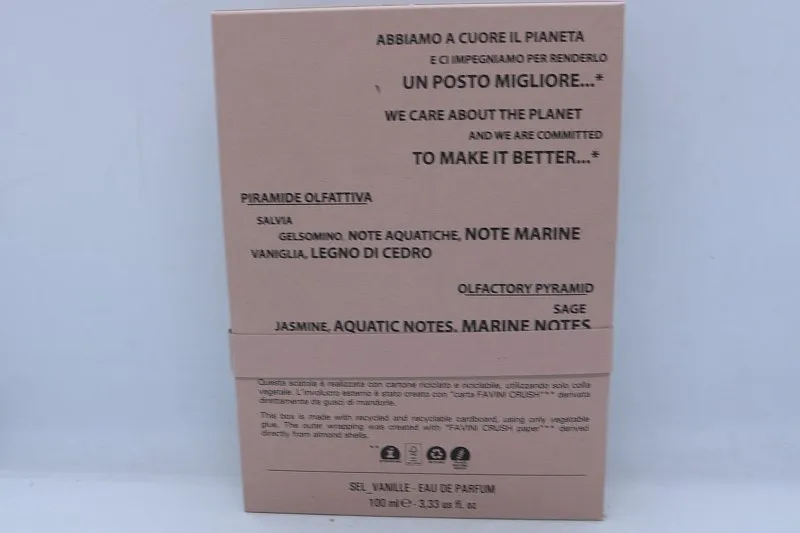 ABBIAMO A CUORE IL PIANETA
E CI IMPEGNIAMO PER RENDERLO
UN POSTO MIGLIORE...*
WE CARE ABOUT THE PLANET
AND WE ARE COMMITTED
TO MAKE IT BETTER...*
PIRAMIDE OLFATTIVA
SALVIA
GELSOMINO, NOTE AQUATICHE, NOTE MARINE
VANIGLIA, LEGNO DI CEDRO
OLFACTORY PYRAMID
SAGE
JASMINE, AQUATIC NOTES. MARINE NOTES
Questa scatola è realizzata con cartone riciclato e riciclabile, utilizzando solo colla
vegetale. L'involucro esterno è stato creato con "carta FAVINI CRUSH"** derivata
direttamente da gusci di mandorle.
The box is made with recycled and recyclable cardboard, using only vegetable
glue. The outer wrapping was created with "FAVINI CRUSH paper"** derived
directly from almond shells.
SEL_VANILLE - EAU DE PARFUM
100 ml e - 3,33 us fl. oz